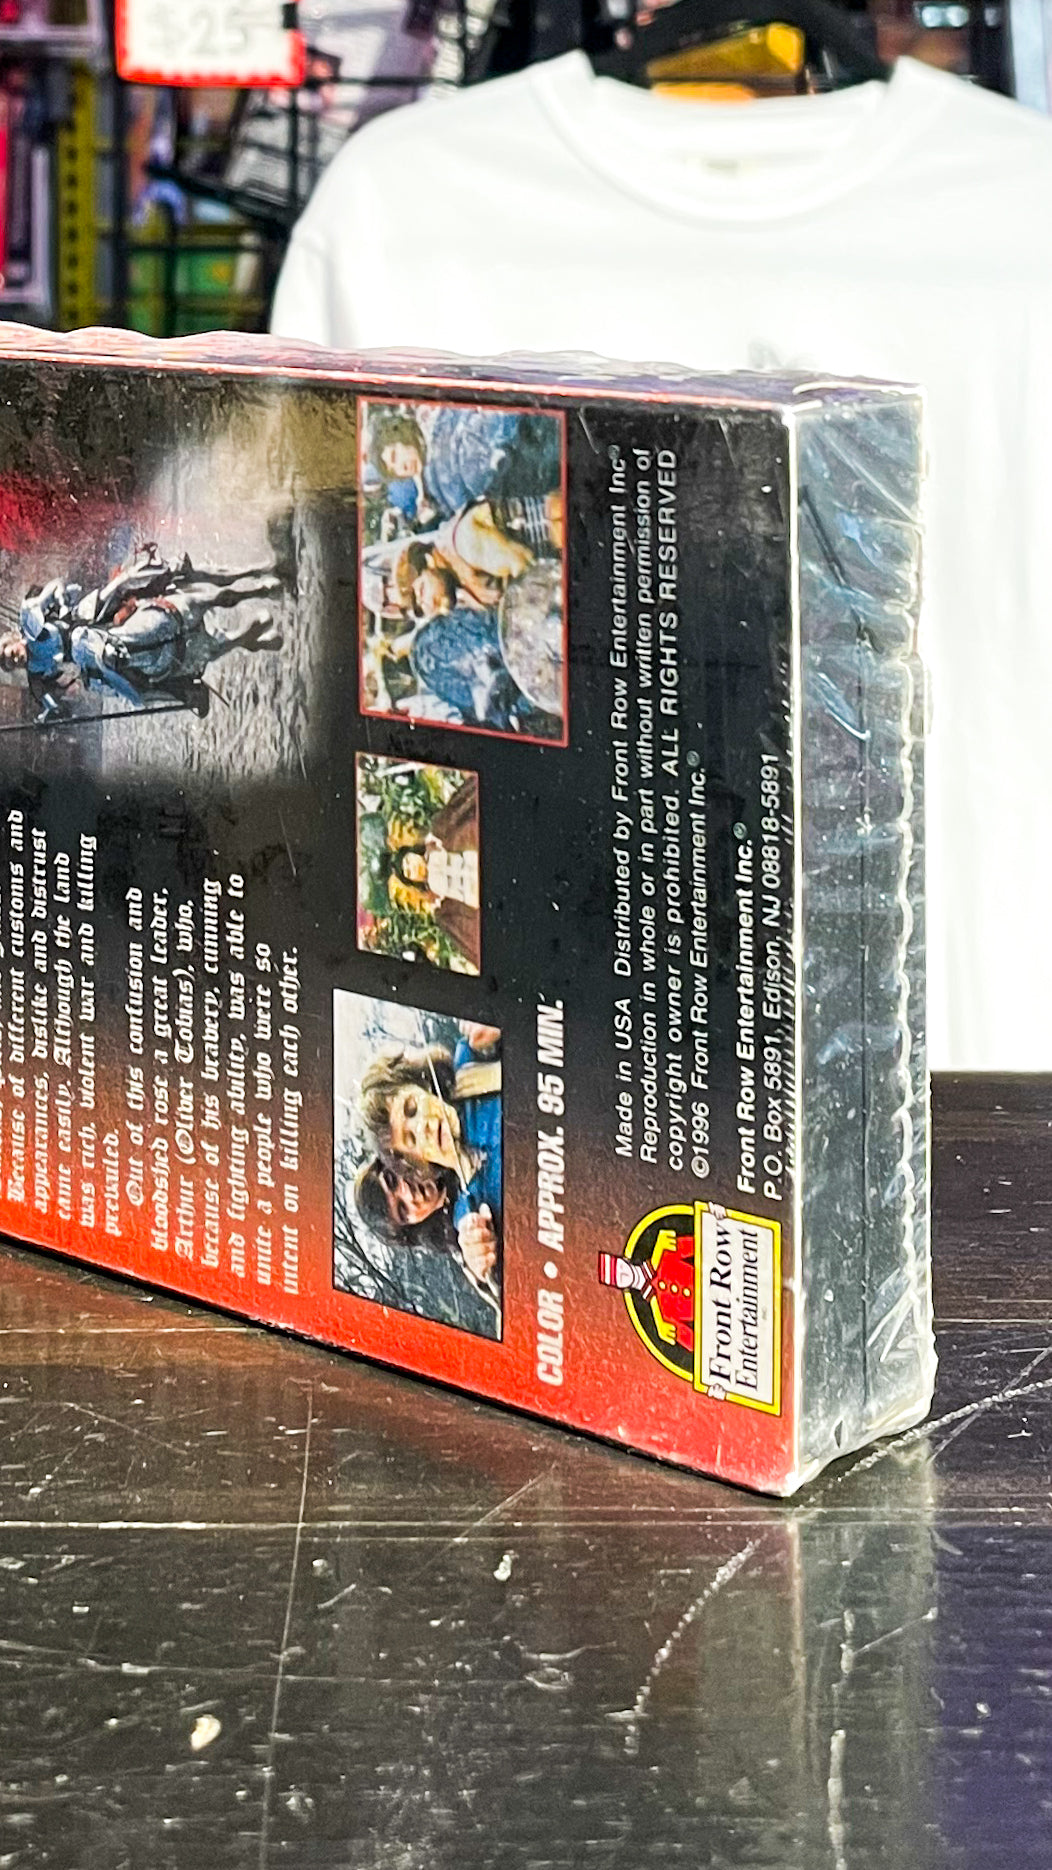 $25
Because of different customs and
appearances, dislike and distrust
came easily. Although the land
was rich, violent war and killing
prevailed.
Out of this confusion and
bloodshed rose a great leader,
Arthur (Oliver Tobias), who,
because of his bravery, cunning
and fighting ability, was able to
unite a people who were so
intent on killing each other.
COLOR • APPROX. 95 MIN.
Made in USA Distributed by Front Row Entertainment Inc®
Reproduction in whole or in part without written permission of
copyright owner is prohibited. ALL RIGHTS RESERVED
©1996 Front Row Entertainment Inc.®
Front Row Entertainment Inc.®
P.O. Box 5891, Edison, NJ 08818-5891
Front Row
Entertainment